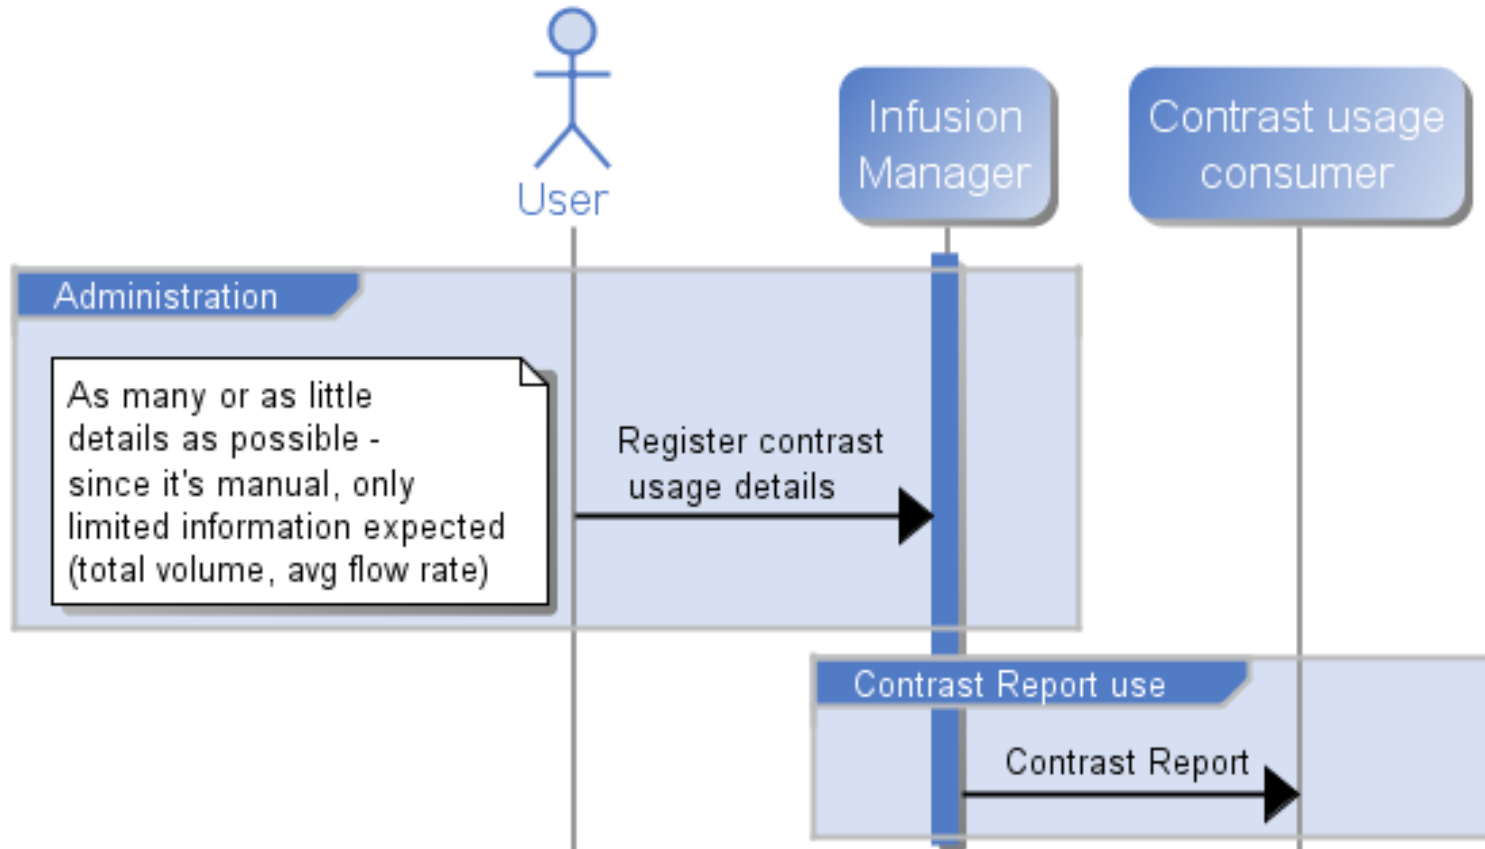 User
Infusion
Manager
Contrast usage
consumer
Administration
As many or as little
details as possible -
since it's manual, only
limited information expected
(total volume, avg flow rate)
Register contrast
usage details
Contrast Report use
Contrast Report